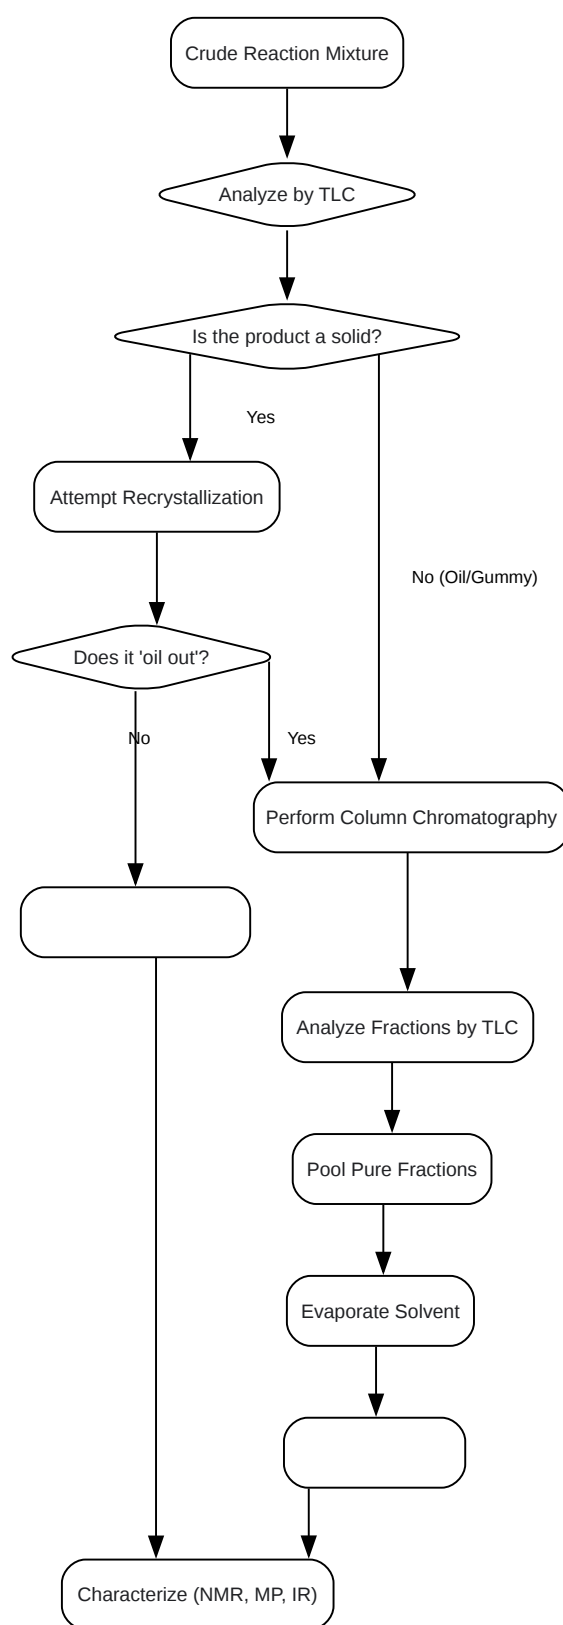 Crude Reaction Mixture
Analyze by TLC
Is the product a solid?
Yes
Attempt Recrystallization
No (Oil/Gummy)
Does it 'oil out'?
No
Yes
Perform Column Chromatography
Analyze Fractions by TLC
Pool Pure Fractions
Evaporate Solvent
Characterize (NMR, MP, IR)